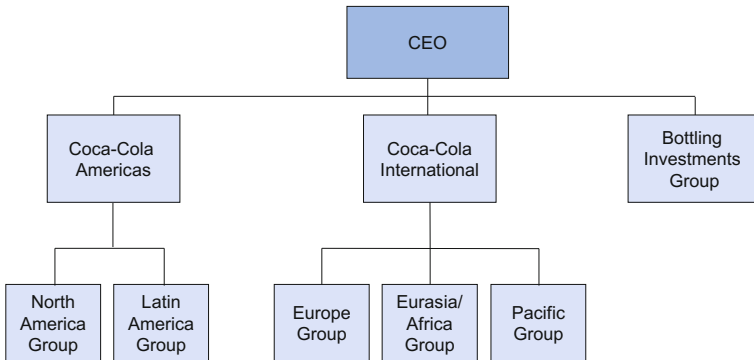 CEO
Coca-Cola
Americas
Coca-Cola
International
Bottling
Investments
Group
North
America
Group
Latin
America
Group
Europe
Group
Eurasia/
Africa
Group
Pacific
Group